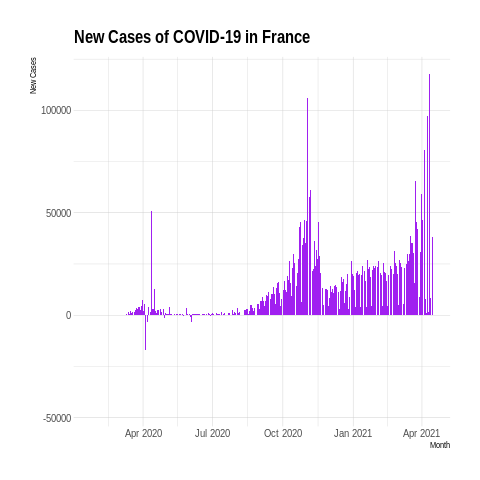 New Cases of COVID-19 in France
New Cases
100000
50000
0
-50000
Apr 2020 Jul 2020 Oct 2020 Jan 2021 Apr 2021
Month